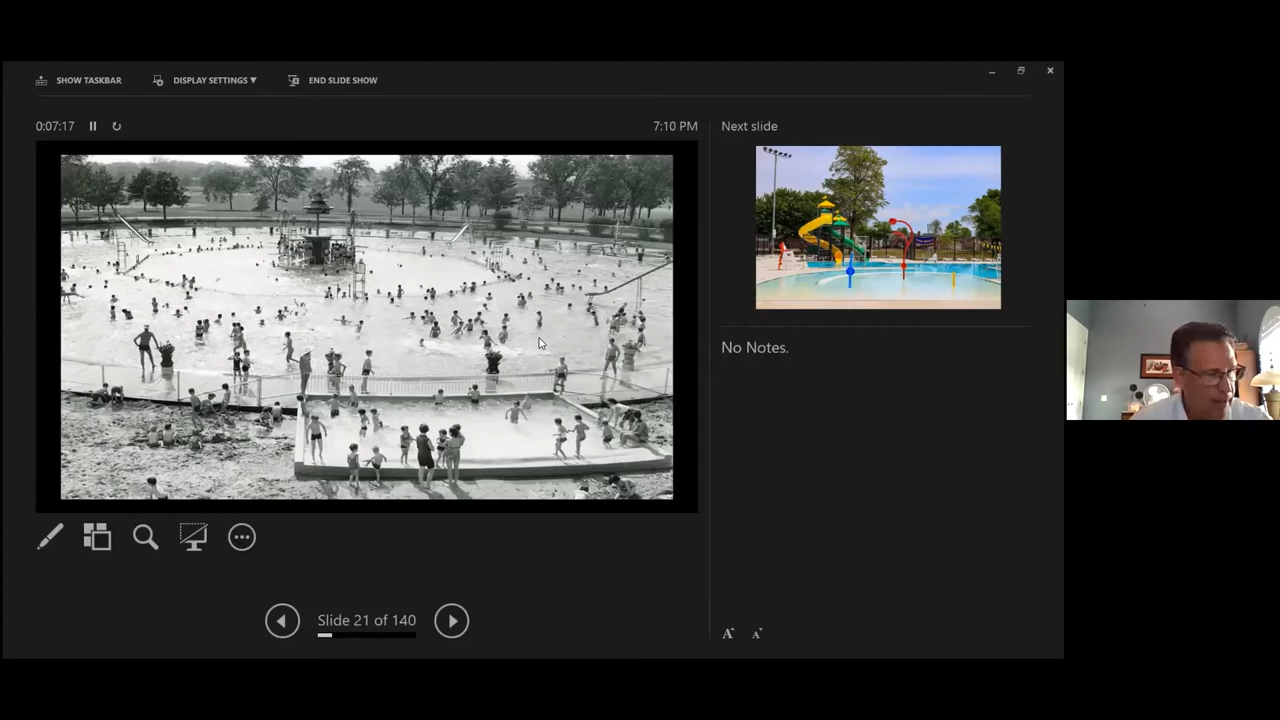 SHOW TASKBAR
DISPLAY SETTINGS ▼
END SLIDE SHOW
0:07:17
7:10 PM
Next slide
No Notes.
Slide 21 of 140
A
A